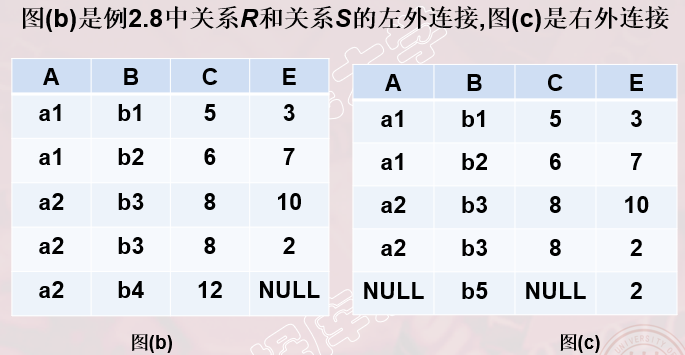 图(b)是例2.8中关系R和关系S的左外连接,图(c)是右外连接
A B C E
a1 b1 5 3
a1 b2 6 7
a2 b3 8 10
a2 b3 8 2
a2 b4 12 NULL
图(b)
A B C E
a1 b1 5 3
a1 b2 6 7
a2 b3 8 10
a2 b3 8 2
NULL b5 NULL 2
图(c)